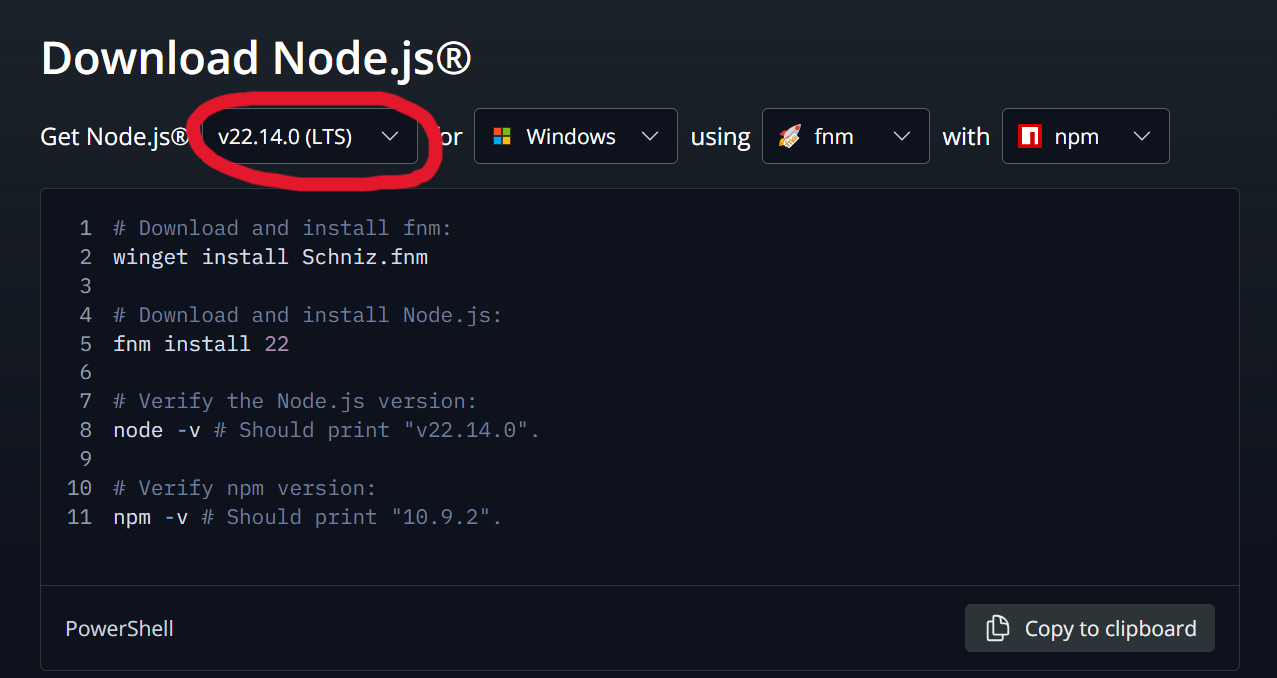 Download Node.js®
Get Node.js® v22.14.0 (LTS) for Windows using fnm with npm
1 # Download and install fnm:
2 winget install Schniz.fnm
3
4 # Download and install Node.js:
5 fnm install 22
6
7 # Verify the Node.js version:
8 node -v # Should print "v22.14.0".
9
10 # Verify npm version:
11 npm -v # Should print "10.9.2".
PowerShell Copy to clipboard